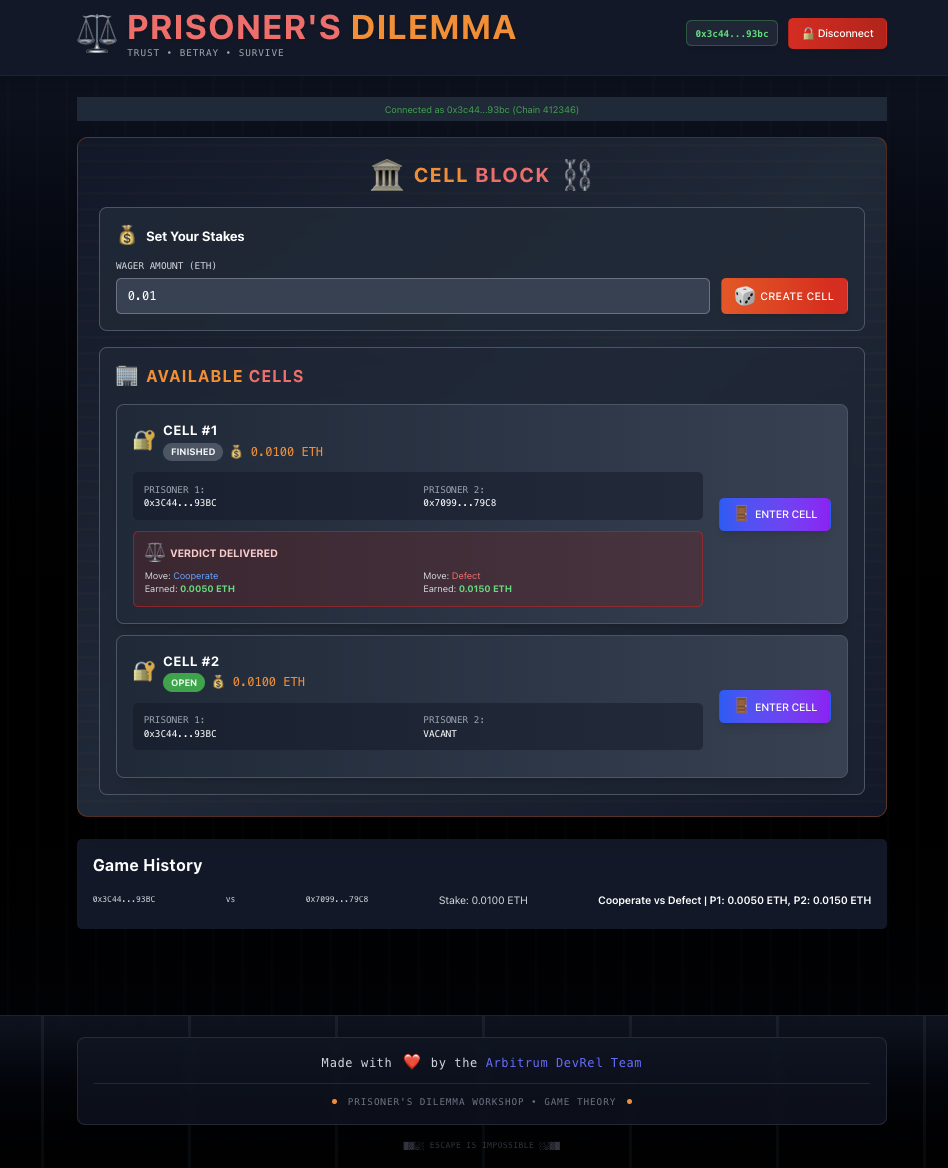 PRISONER'S DILEMMA
TRUST • BETRAY • SURVIVE
0x3c44...93bc
Disconnect
Connected as 0x3c44...93bc (Chain 412346)
CELL BLOCK
Set Your Stakes
WAGER AMOUNT (ETH)
0.01
CREATE CELL
AVAILABLE CELLS
CELL #1
FINISHED 0.0100 ETH
PRISONER 1: PRISONER 2:
0x3C44...93BC 0x7099...79C8
ENTER CELL
VERDICT DELIVERED
Move: Cooperate Move: Defect
Earned: 0.0050 ETH Earned: 0.0150 ETH
CELL #2
OPEN 0.0100 ETH
PRISONER 1: PRISONER 2:
0x3C44...93BC VACANT
ENTER CELL
Game History
0x3C44...93BC vs 0x7099...79C8 Stake: 0.0100 ETH Cooperate vs Defect | P1: 0.0050 ETH, P2: 0.0150 ETH
Made with ❤️ by the Arbitrum DevRel Team
• PRISONER'S DILEMMA WORKSHOP • GAME THEORY •
ESCAPE IS IMPOSSIBLE